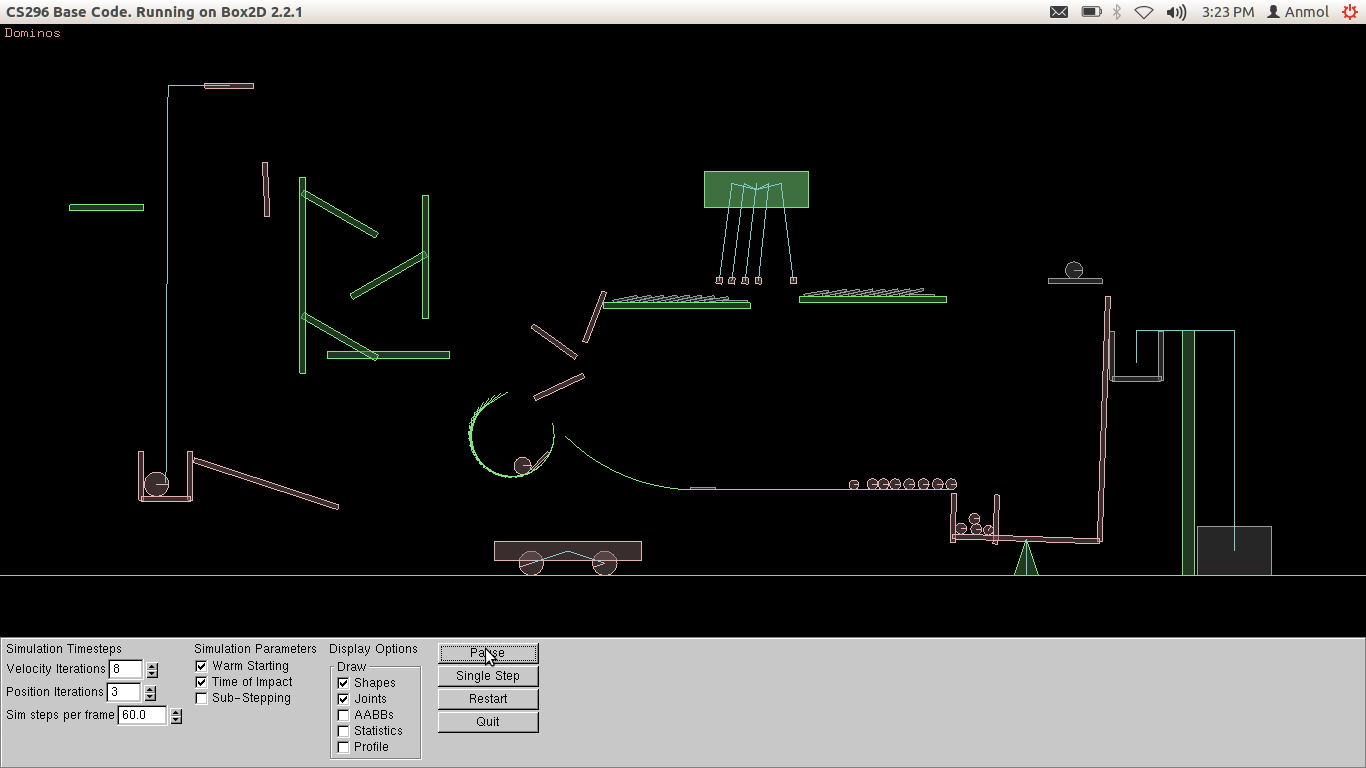 CS296 Base Code. Running on Box2D 2.2.1
3:23 PM
Anmol
Dominos
Simulation Timesteps
Velocity Iterations 8
Position Iterations 3
Sim steps per frame 60.0
Simulation Parameters
Warm Starting
Time of Impact
Sub-Stepping
Display Options
Draw
Shapes
Joints
AABBs
Statistics
Profile
Pause
Single Step
Restart
Quit